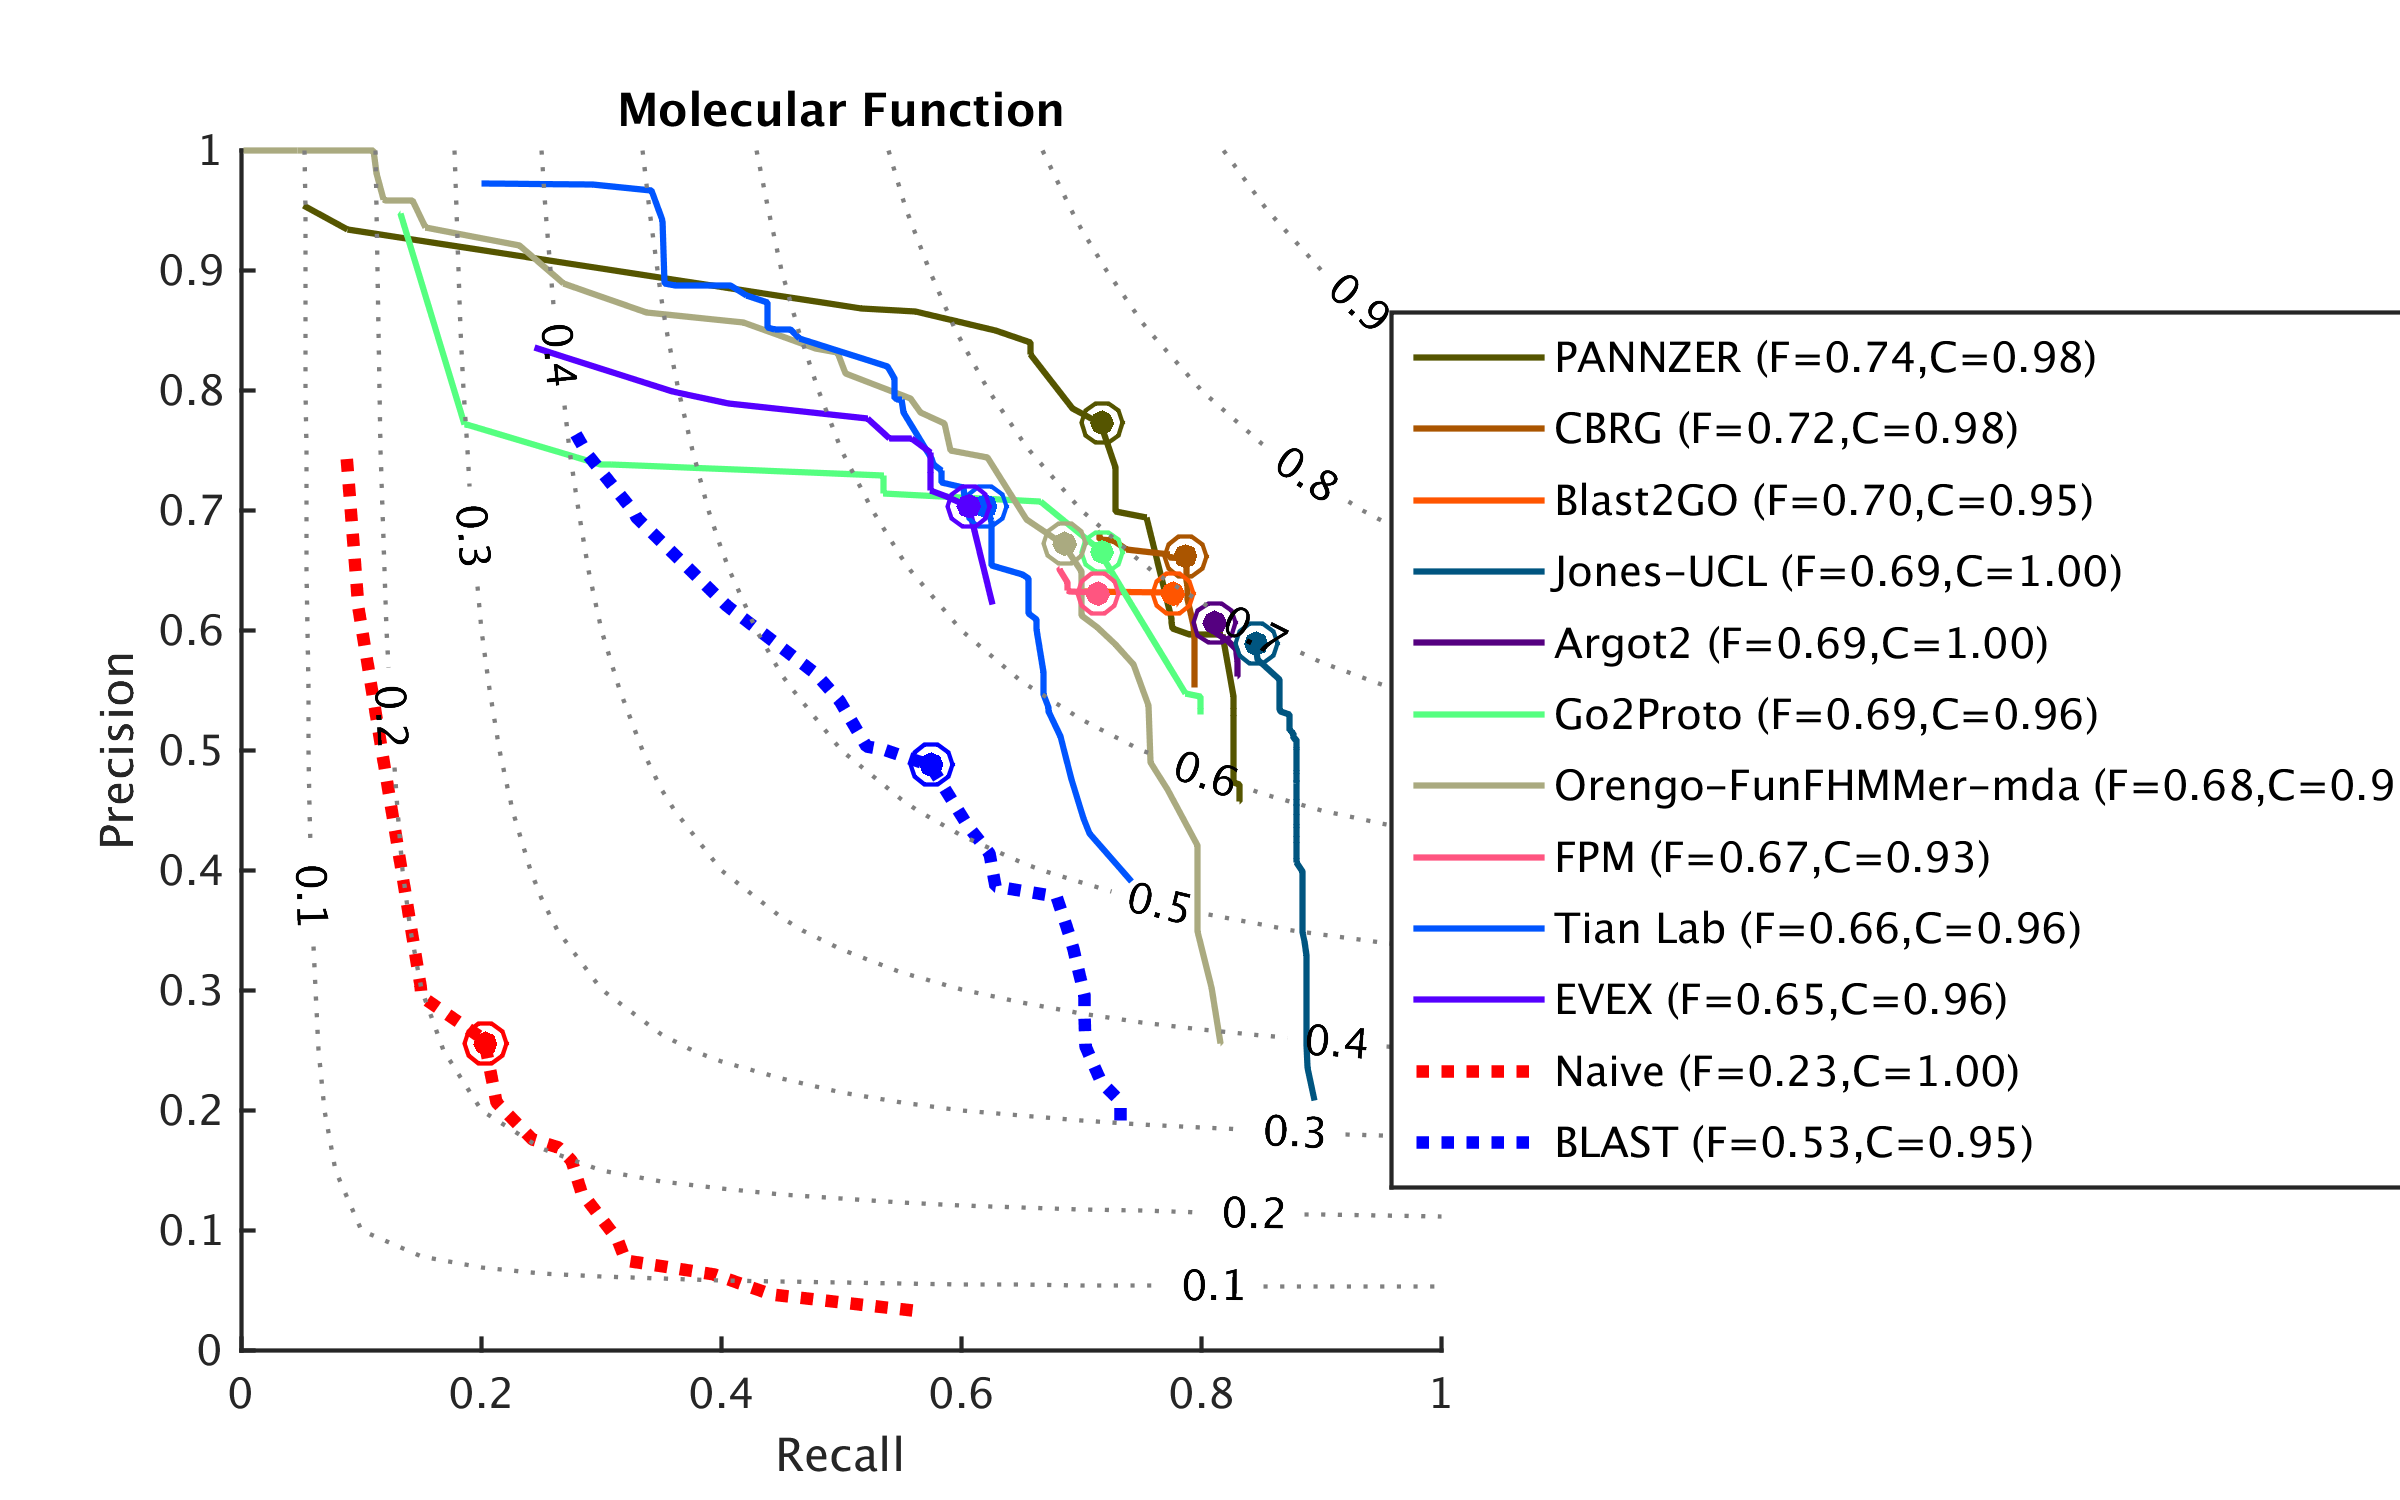 Molecular Function
Precision
1
0.9
0.8
0.7
0.6
0.5
0.4
0.3
0.2
0.1
0
0
0.2
0.4
0.6
0.8
1
Recall
0.4
0.3
0.2
0.1
0.9
0.8
0.7
0.6
0.5
0.4
0.3
0.2
0.1
PANNZER (F=0.74,C=0.98)
CBRG (F=0.72,C=0.98)
Blast2GO (F=0.70,C=0.95)
Jones-UCL (F=0.69,C=1.00)
Argot2 (F=0.69,C=1.00)
Go2Proto (F=0.69,C=0.96)
Orengo-FunFHMMer-mda (F=0.68,C=0.9
FPM (F=0.67,C=0.93)
Tian Lab (F=0.66,C=0.96)
EVEX (F=0.65,C=0.96)
Naive (F=0.23,C=1.00)
BLAST (F=0.53,C=0.95)